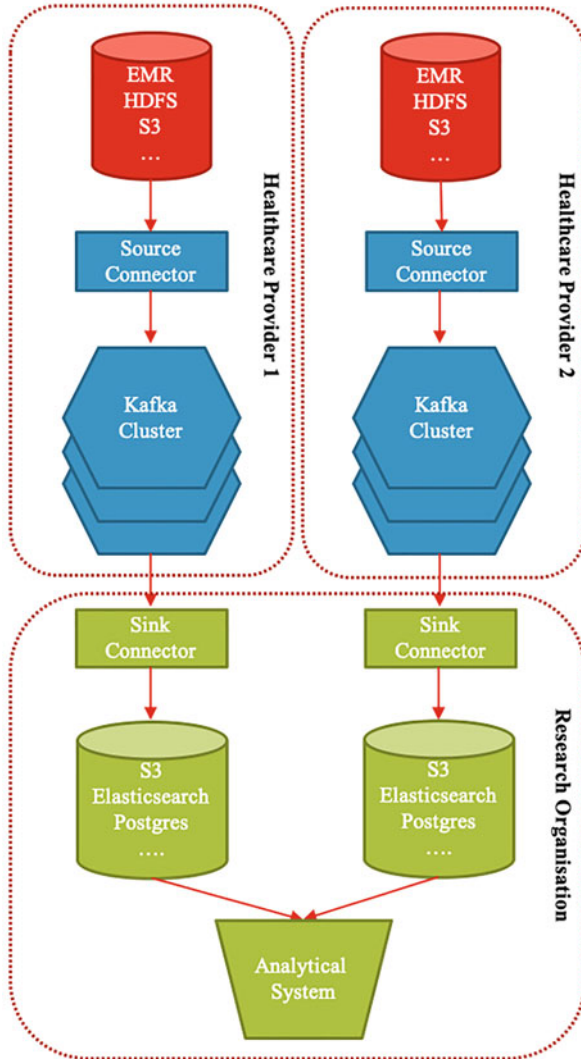 EMR
HDFS
S3
...
Source
Connector
Kafka
Cluster
Healthcare Provider 1
EMR
HDFS
S3
...
Source
Connector
Kafka
Cluster
Healthcare Provider 2
Sink
Connector
S3
Elasticsearch
Postgres
....
Sink
Connector
S3
Elasticsearch
Postgres
....
Analytical
System
Research Organisation